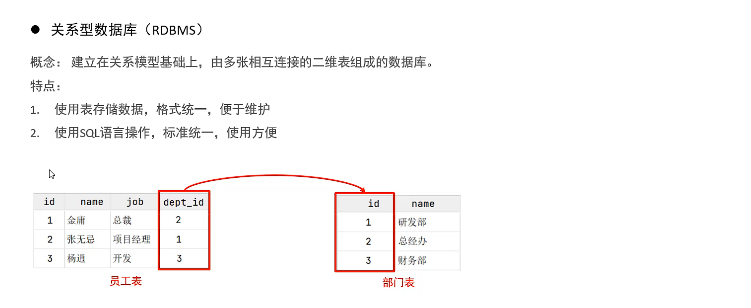 ● 关系型数据库（RDBMS）
概念： 建立在关系模型基础上，由多张相互连接的二维表组成的数据库。
特点：
1. 使用表存储数据，格式统一，便于维护
2. 使用SQL语言操作，标准统一，使用方便
id name job dept_id
1 金庸 总裁 2
2 张无忌 项目经理 1
3 杨逍 开发 3
员工表
id name
1 研发部
2 总经办
3 财务部
部门表